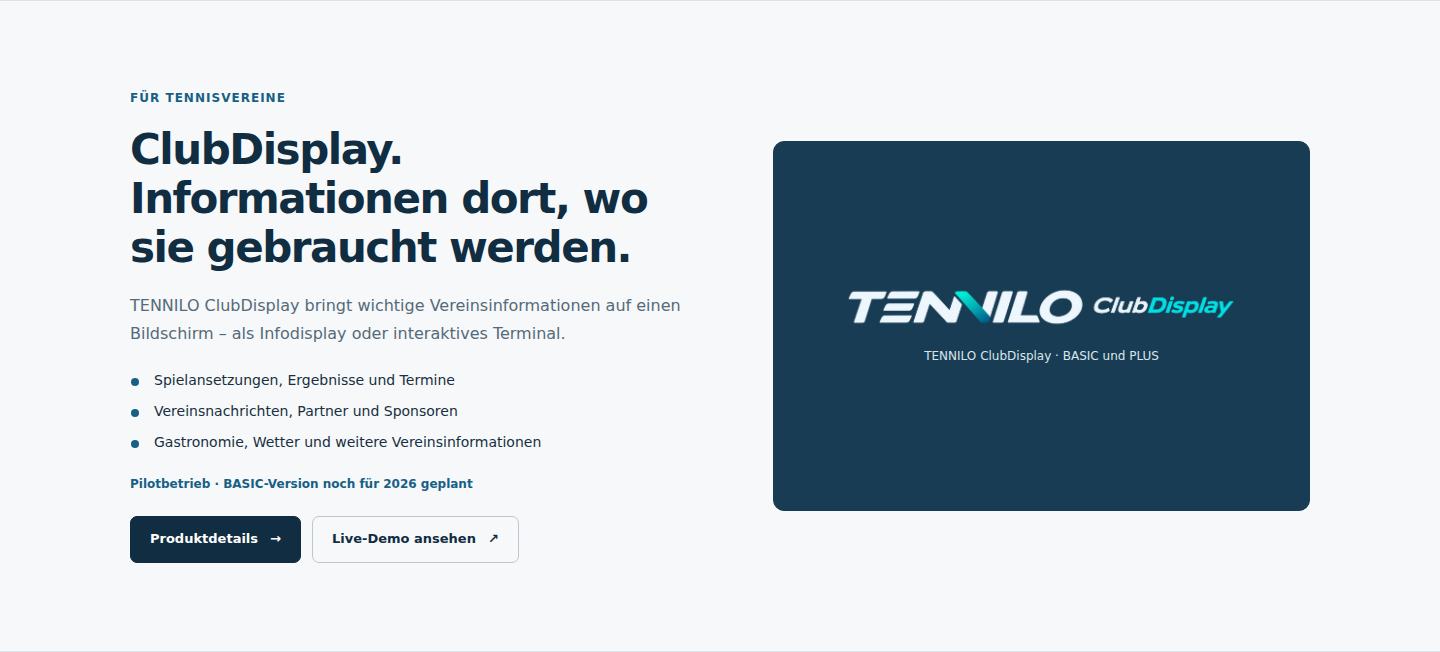 FÜR TENNISVEREINE
ClubDisplay.
Informationen dort, wo
sie gebraucht werden.
TENNILO ClubDisplay bringt wichtige Vereinsinformationen auf einen
Bildschirm – als Infodisplay oder interaktives Terminal.
Spielansetzungen, Ergebnisse und Termine
Vereinsnachrichten, Partner und Sponsoren
Gastronomie, Wetter und weitere Vereinsinformationen
Pilotbetrieb · BASIC-Version noch für 2026 geplant
Produktdetails →
Live-Demo ansehen ↗
TENNILO ClubDisplay
TENNILO ClubDisplay · BASIC und PLUS